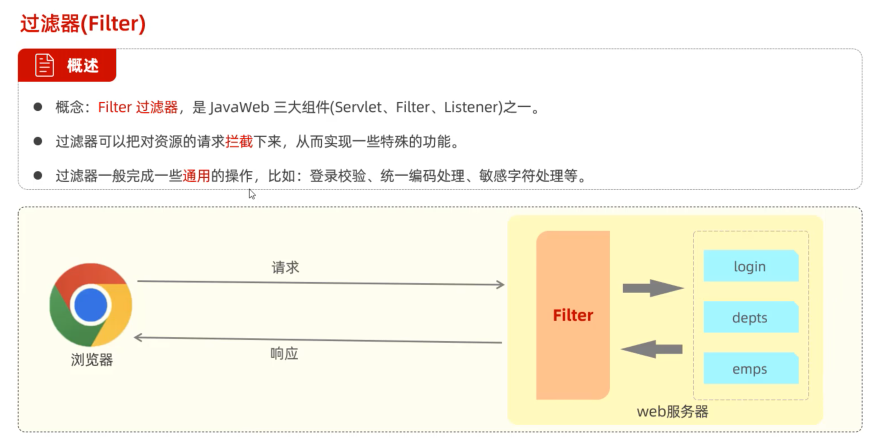 过滤器(Filter)
概述
概念：Filter 过滤器，是 JavaWeb 三大组件(Servlet、Filter、Listener)之一。
过滤器可以把对资源的请求拦截下来，从而实现一些特殊的功能。
过滤器一般完成一些通用的操作，比如：登录校验、统一编码处理、敏感字符处理等。
请求
响应
浏览器
Filter
login
depts
emps
web服务器